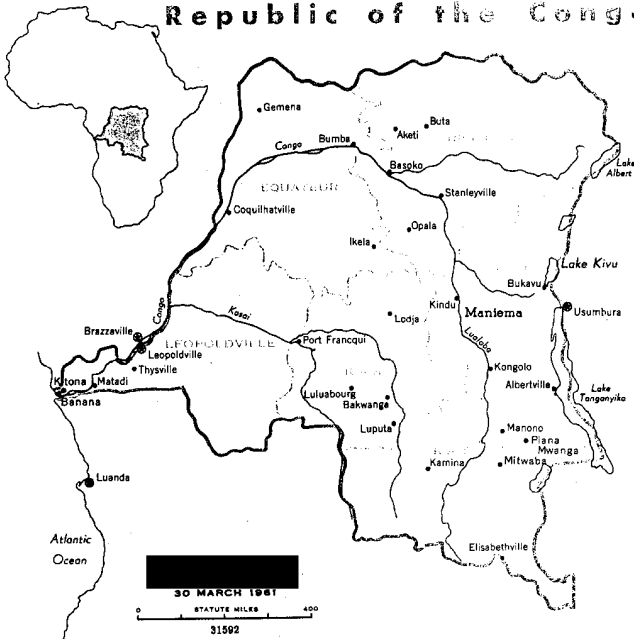 Republic of the Cong
Gemena
Buta
Aketi
Bumba
Congo
Basoko
Lake
Albert
EQUATEUR
Stanleyville
Coquilhatville
Opala
Ikela
Lake Kivu
Bukavu
Congo
Kindu
Maniema
Usumbura
Kasai
Lodja
Brazzaville
LEOPOLDVILLE
Port Francqui
Lualaba
Leopoldville
Thysville
Kongolo
Kitona
Matadi
Luluabourg
Albertville
Lake
Tanganyika
Banana
Bakwanga
Luputa
Manono
Piana
Mwanga
Kamina
Mitwaba
Luanda
Atlantic
Ocean
Elisabethville
30 MARCH 1961
STATUTE MILES
0 400
31592